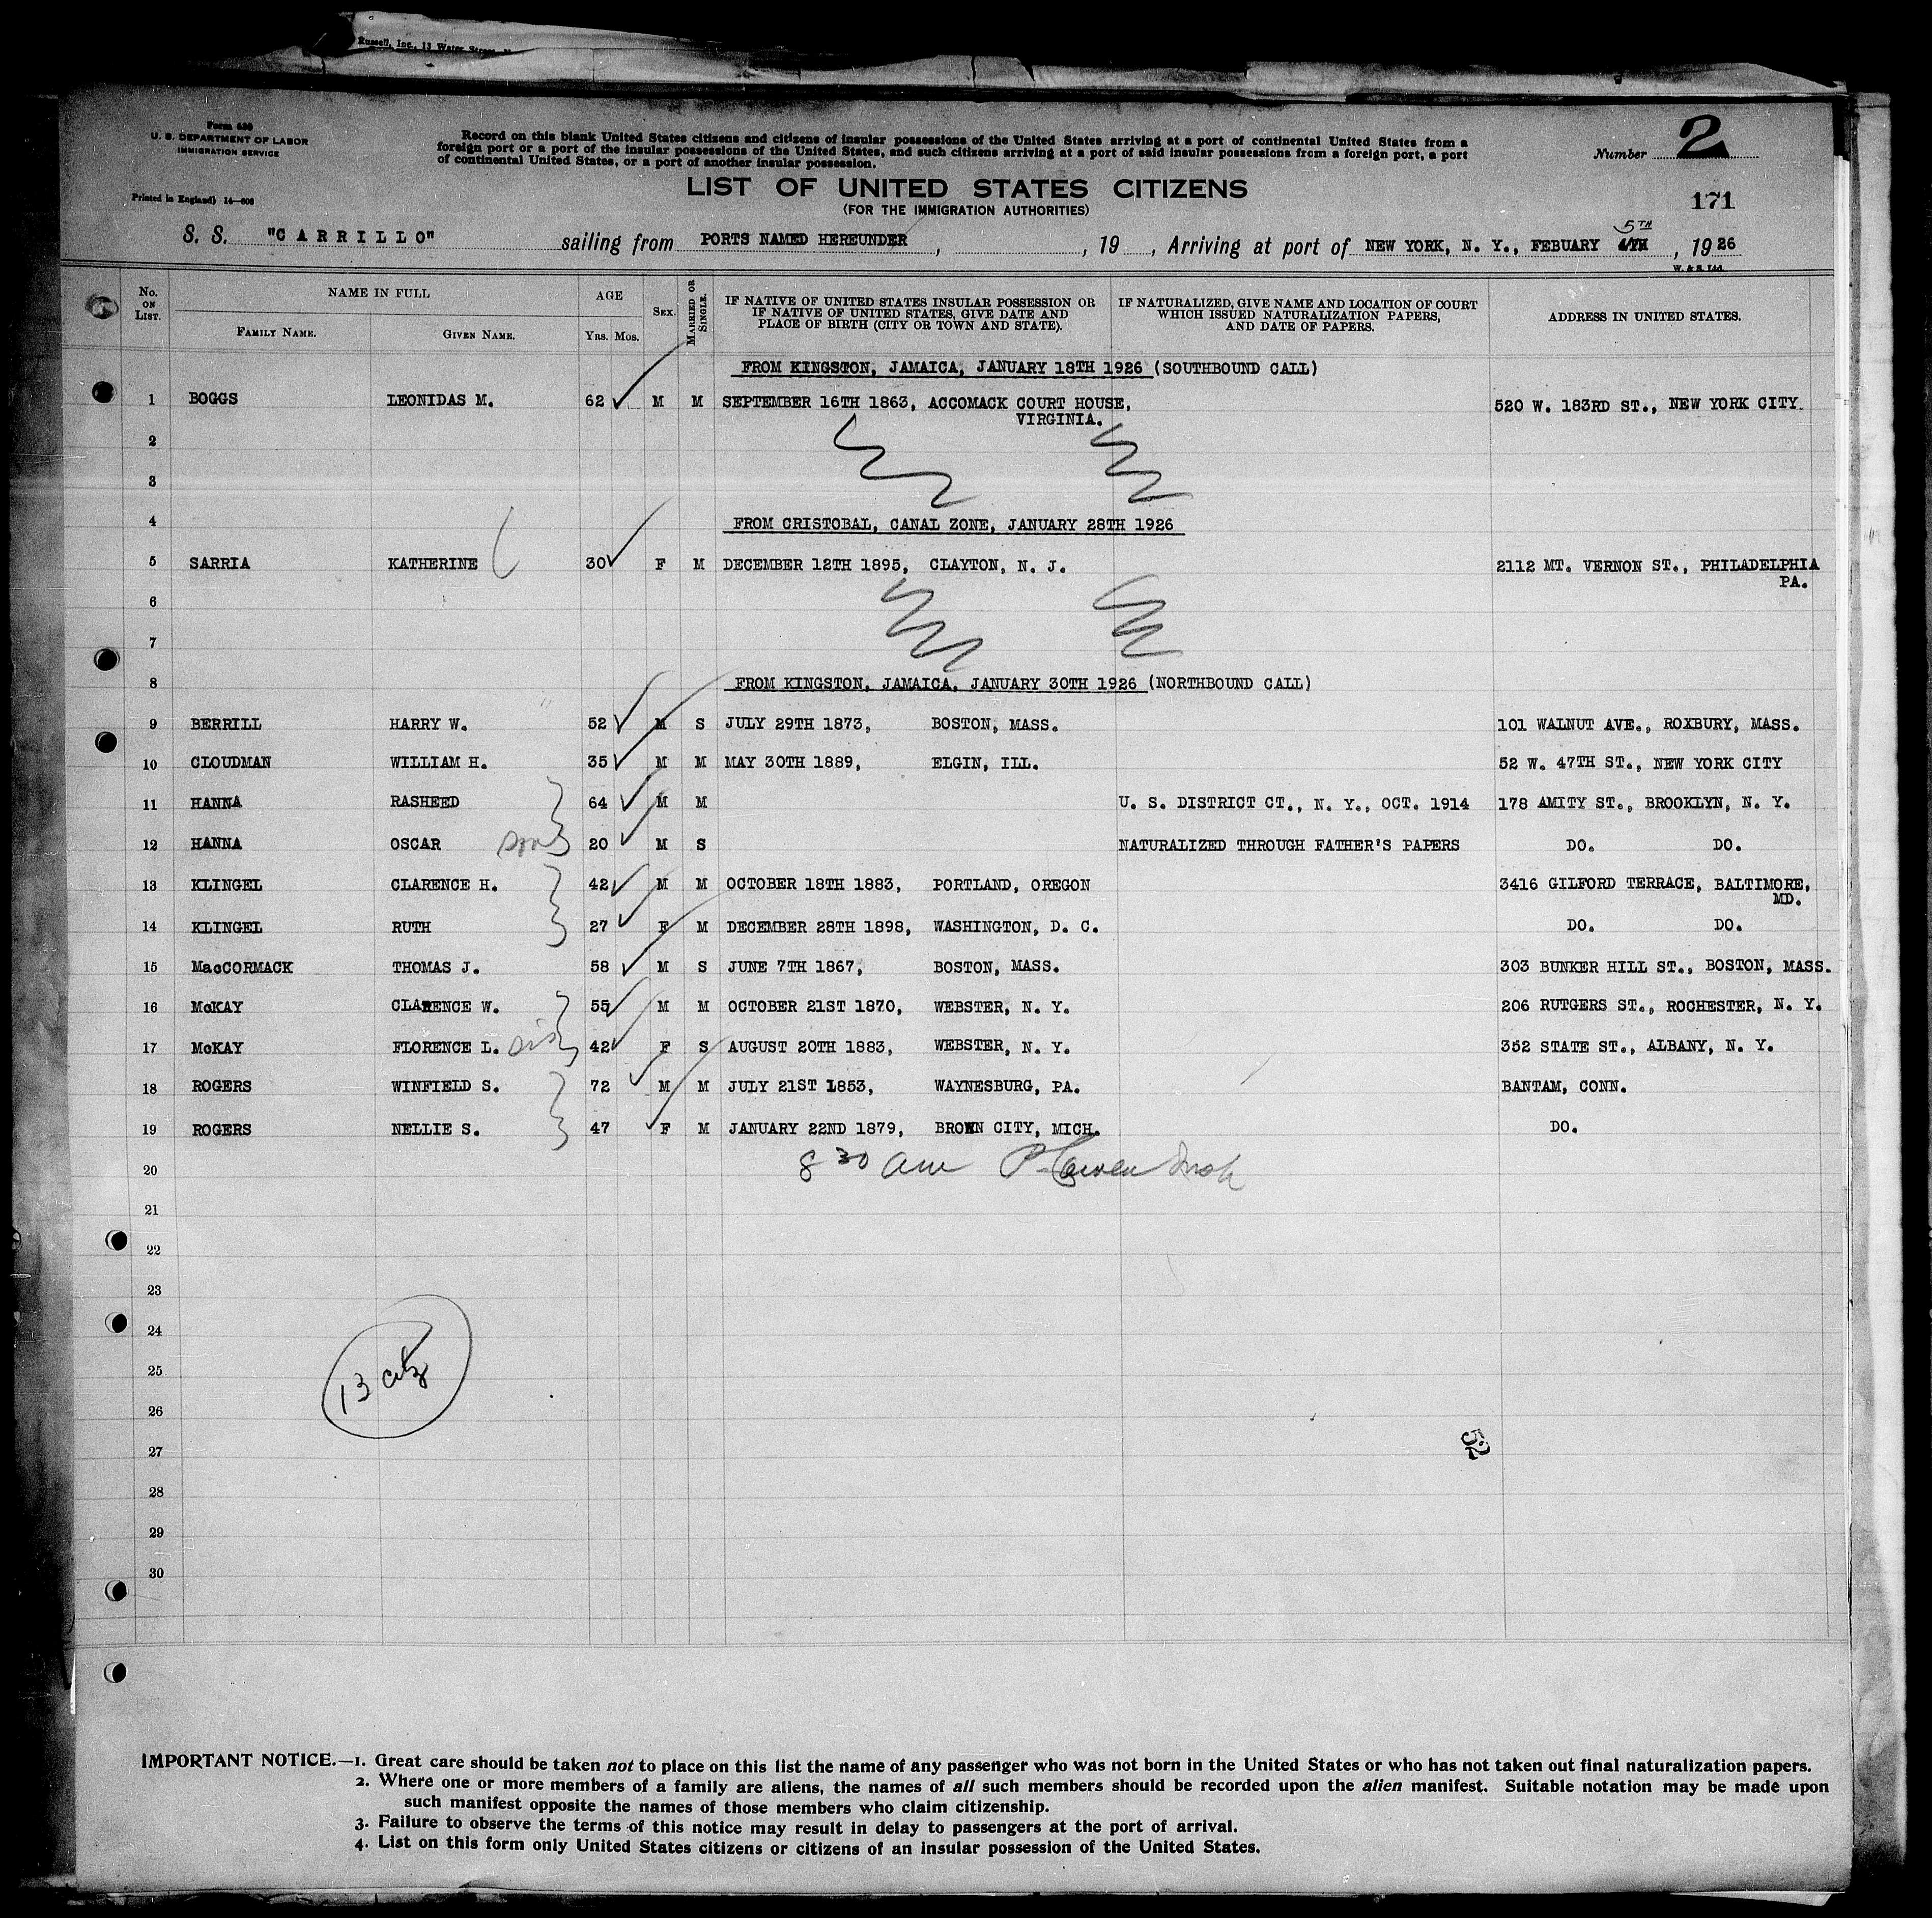 Russell, Inc., 13 Water Street, N
Form 630
U. S. DEPARTMENT OF LABOR
IMMIGRATION SERVICE
Printed in England) 14—606
Record on this blank United States citizens and citizens of insular possessions of the United States arriving at a port of continental United States from a
foreign port or a port of the insular possessions of the United States, and such citizens arriving at a port of said insular possessions from a foreign port, a port
of continental United States, or a port of another insular possession.
Number 2
LIST OF UNITED STATES CITIZENS
(FOR THE IMMIGRATION AUTHORITIES)
171
S. S. "CARRILLO" sailing from PORTS NAMED HEREUNDER, , 19 , Arriving at port of NEW YORK, N. Y., FEBUARY 5TH 4TH, 1926
W. & S. Ltd.
No. ON LIST. NAME IN FULL FAMILY NAME. GIVEN NAME. AGE Yrs. Mos. SEX. MARRIED OR SINGLE. IF NATIVE OF UNITED STATES INSULAR POSSESSION OR IF NATIVE OF UNITED STATES, GIVE DATE AND PLACE OF BIRTH (CITY OR TOWN AND STATE). IF NATURALIZED, GIVE NAME AND LOCATION OF COURT WHICH ISSUED NATURALIZATION PAPERS, AND DATE OF PAPERS. ADDRESS IN UNITED STATES.
FROM KINGSTON, JAMAICA, JANUARY 18TH 1926 (SOUTHBOUND CALL)
1 BOGGS LEONIDAS M. 62 M M SEPTEMBER 16TH 1863, ACCOMACK COURT HOUSE, 520 W. 183RD ST., NEW YORK CITY.
VIRGINIA.
2
3
4 FROM CRISTOBAL, CANAL ZONE, JANUARY 28TH 1926
5 SARRIA KATHERINE 30 F M DECEMBER 12TH 1895, CLAYTON, N. J. 2112 MT. VERNON ST., PHILADELPHIA
PA.
6
7
8 FROM KINGSTON, JAMAICA, JANUARY 30TH 1926 (NORTHBOUND CALL)
9 BERRILL HARRY W. 52 M S JULY 29TH 1873, BOSTON, MASS. 101 WALNUT AVE., ROXBURY, MASS.
10 CLOUDMAN WILLIAM H. 35 M M MAY 30TH 1889, ELGIN, ILL. 52 W. 47TH ST., NEW YORK CITY
11 HANNA RASHEED 64 M M U. S. DISTRICT CT., N. Y., OCT. 1914 178 AMITY ST., BROOKLYN, N. Y.
12 HANNA OSCAR son 20 M S NATURALIZED THROUGH FATHER'S PAPERS DO. DO.
13 KLINGEL CLARENCE H. 42 M M OCTOBER 18TH 1883, PORTLAND, OREGON 3416 GILFORD TERRACE, BALTIMORE,
MD.
14 KLINGEL RUTH 27 F M DECEMBER 28TH 1898, WASHINGTON, D. C. DO. DO.
15 MacCORMACK THOMAS J. 58 M S JUNE 7TH 1867, BOSTON, MASS. 303 BUNKER HILL ST., BOSTON, MASS.
16 McKAY CLARENCE W. 55 M M OCTOBER 21ST 1870, WEBSTER, N. Y. 206 RUTGERS ST., ROCHESTER, N. Y.
17 McKAY FLORENCE L. sis 42 F S AUGUST 20TH 1883, WEBSTER, N. Y. 352 STATE ST., ALBANY, N. Y.
18 ROGERS WINFIELD S. 72 M M JULY 21ST 1853, WAYNESBURG, PA. BANTAM, CONN.
19 ROGERS NELLIE S. 47 F M JANUARY 22ND 1879, BROWN CITY, MICH. DO.
20 8 30 am
21
22
23
24
25 13 citz
26
27 52
28
29
30
IMPORTANT NOTICE.—1. Great care should be taken not to place on this list the name of any passenger who was not born in the United States or who has not taken out final naturalization papers.
2. Where one or more members of a family are aliens, the names of all such members should be recorded upon the alien manifest. Suitable notation may be made upon
such manifest opposite the names of those members who claim citizenship.
3. Failure to observe the terms of this notice may result in delay to passengers at the port of arrival.
4. List on this form only United States citizens or citizens of an insular possession of the United States.